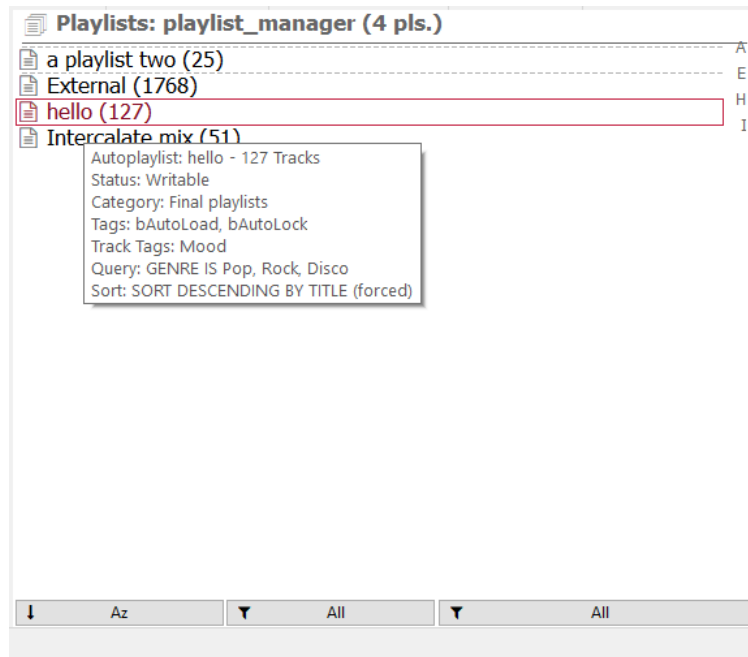 Playlists: playlist_manager (4 pls.)
A
a playlist two (25)
E
External (1768)
H
hello (127)
I
Intercalate mix (51)
Autoplaylist: hello - 127 Tracks
Status: Writable
Category: Final playlists
Tags: bAutoLoad, bAutoLock
Track Tags: Mood
Query: GENRE IS Pop, Rock, Disco
Sort: SORT DESCENDING BY TITLE (forced)
Az All All